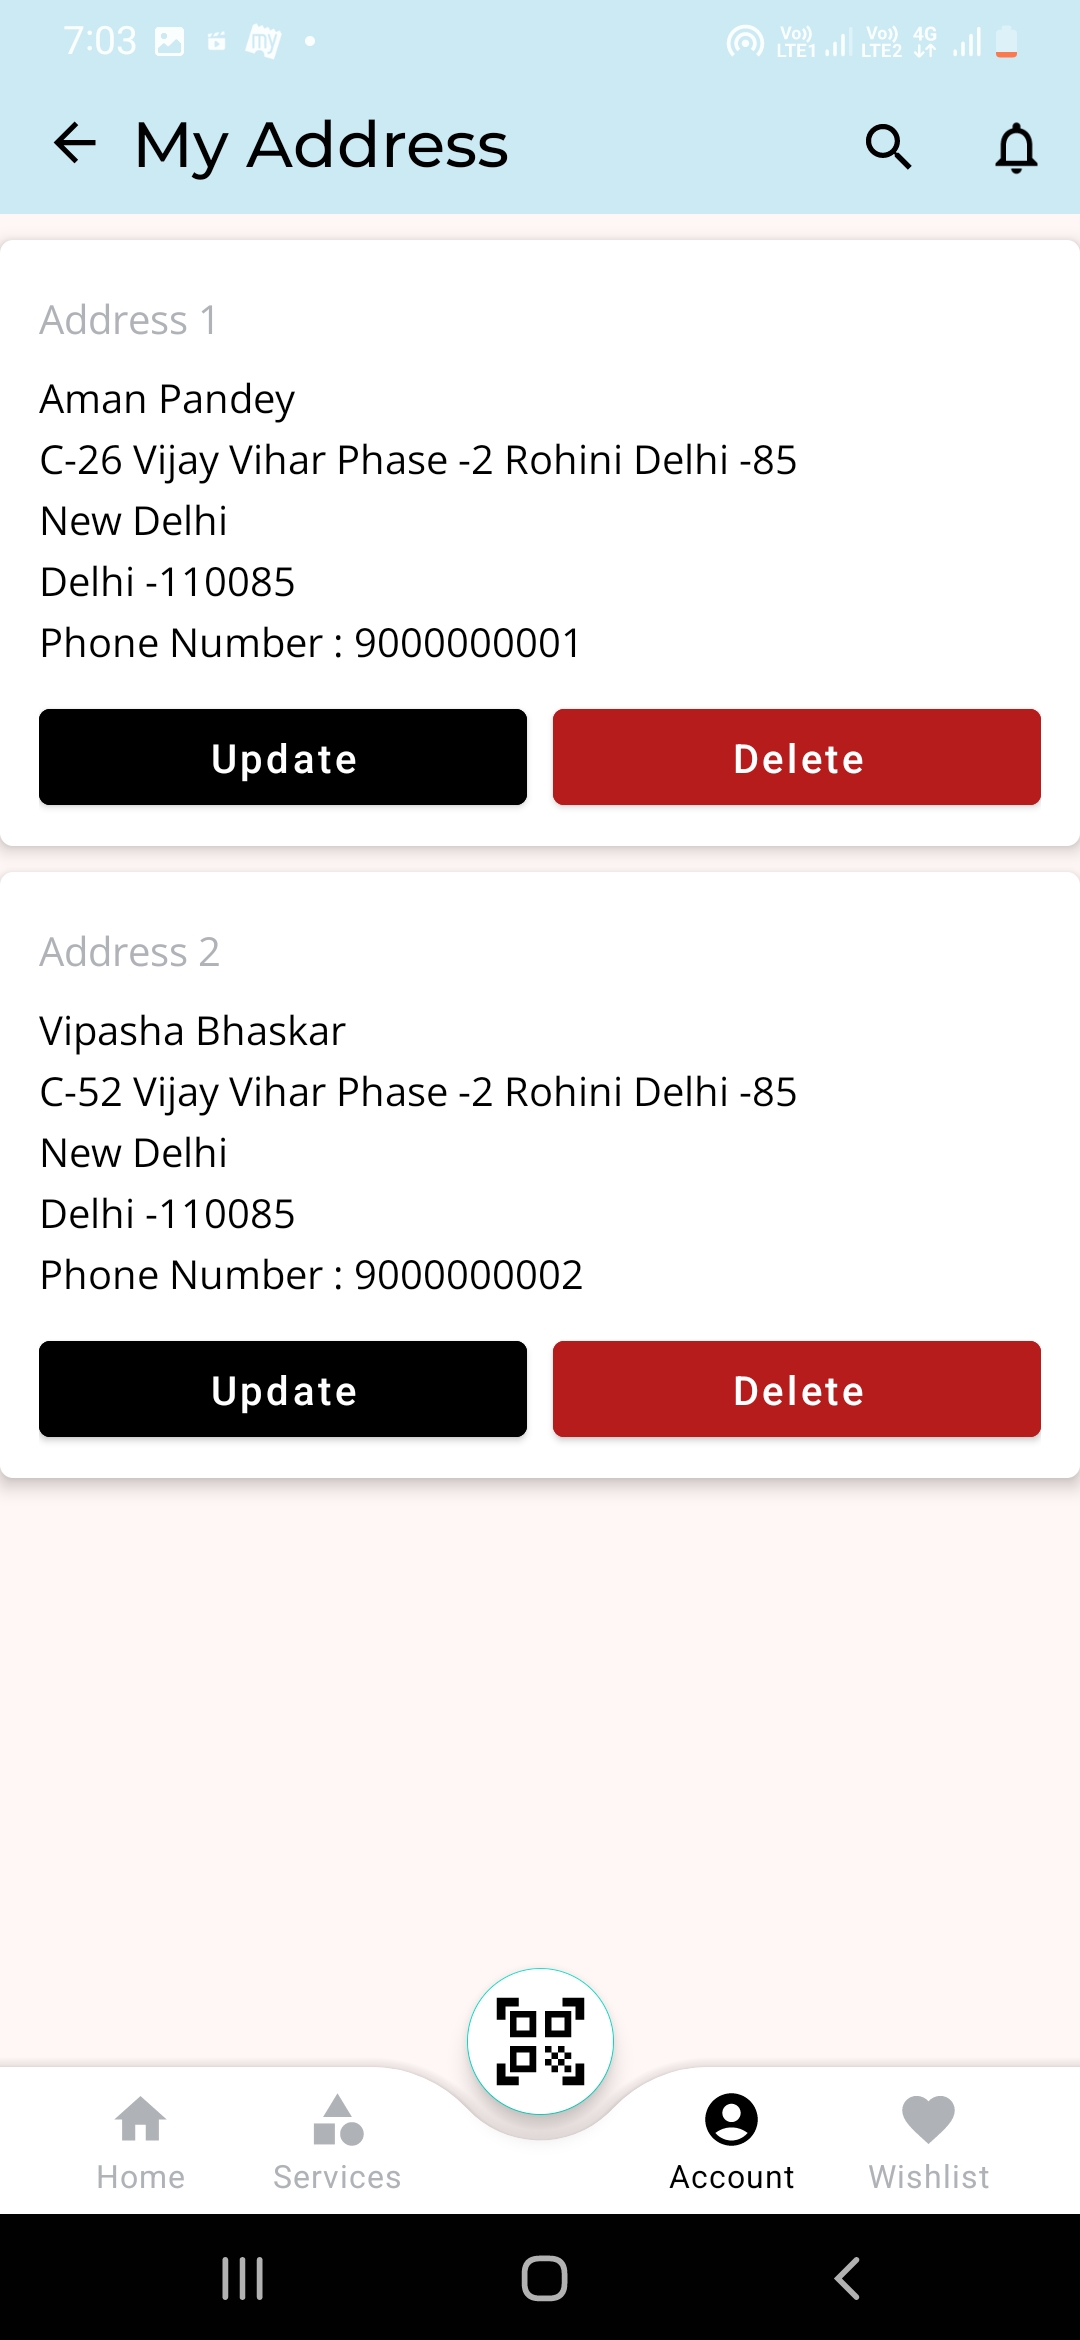 7:03 my Vo)) LTE1 Vo)) LTE2 4G
My Address
Address 1
Aman Pandey
C-26 Vijay Vihar Phase -2 Rohini Delhi -85
New Delhi
Delhi -110085
Phone Number : 9000000001
Update Delete
Address 2
Vipasha Bhaskar
C-52 Vijay Vihar Phase -2 Rohini Delhi -85
New Delhi
Delhi -110085
Phone Number : 9000000002
Update Delete
Home Services Account Wishlist